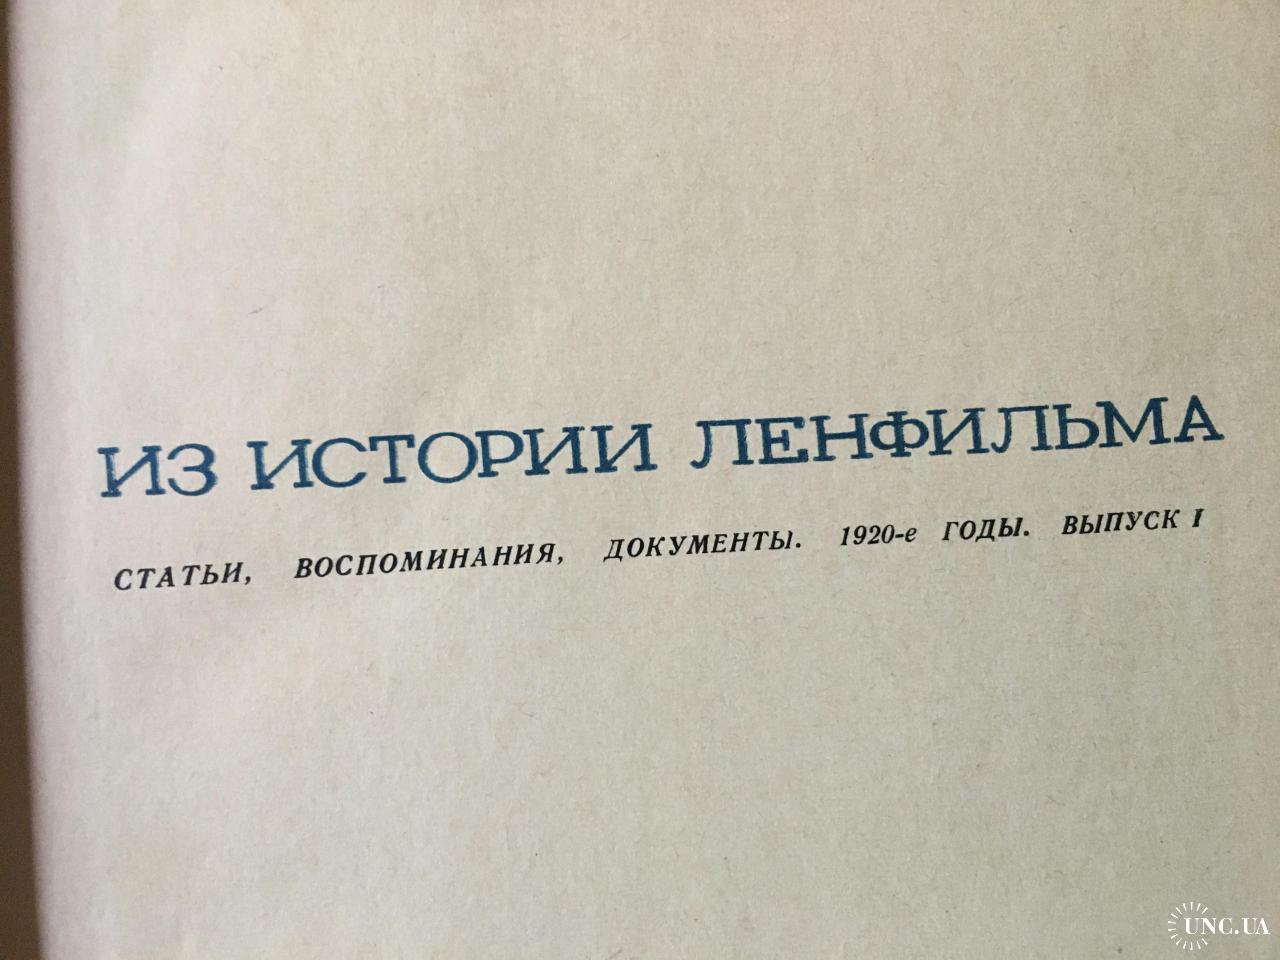 ИЗ ИСТОРИИ ЛЕНФИЛЬМА
СТАТЬИ, ВОСПОМИНАНИЯ, ДОКУМЕНТЫ. 1920-е ГОДЫ. ВЫПУСК I
UNC.UA